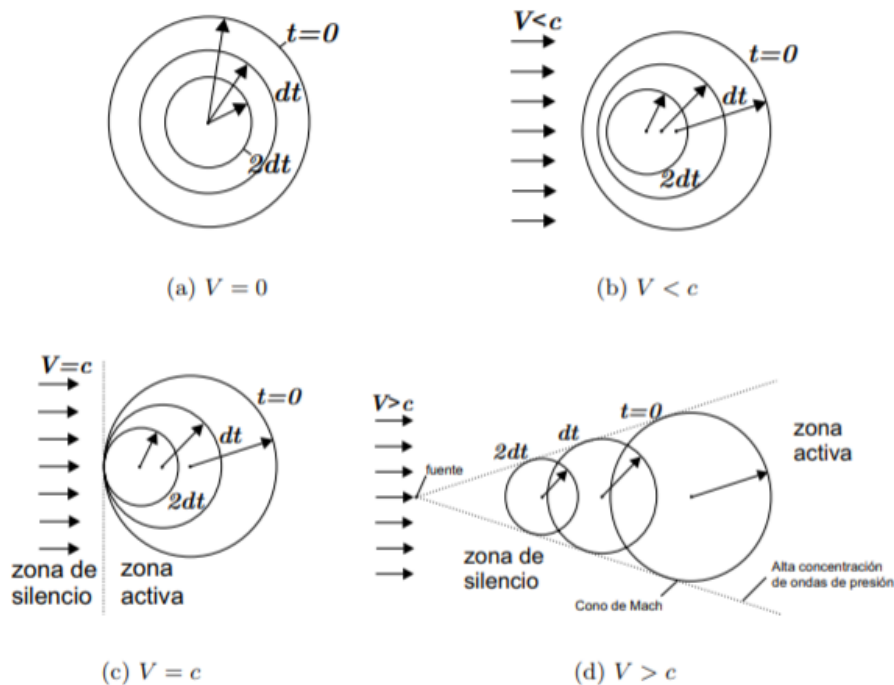 t=0
dt
2dt
(a) V = 0
V<c
t=0
dt
2dt
(b) V < c
V=c
t=0
dt
2dt
zona de
silencio
zona
activa
(c) V = c
V>c
2dt
dt
t=0
fuente
zona
activa
zona de
silencio
Cono de Mach
Alta concentración
de ondas de presión
(d) V > c